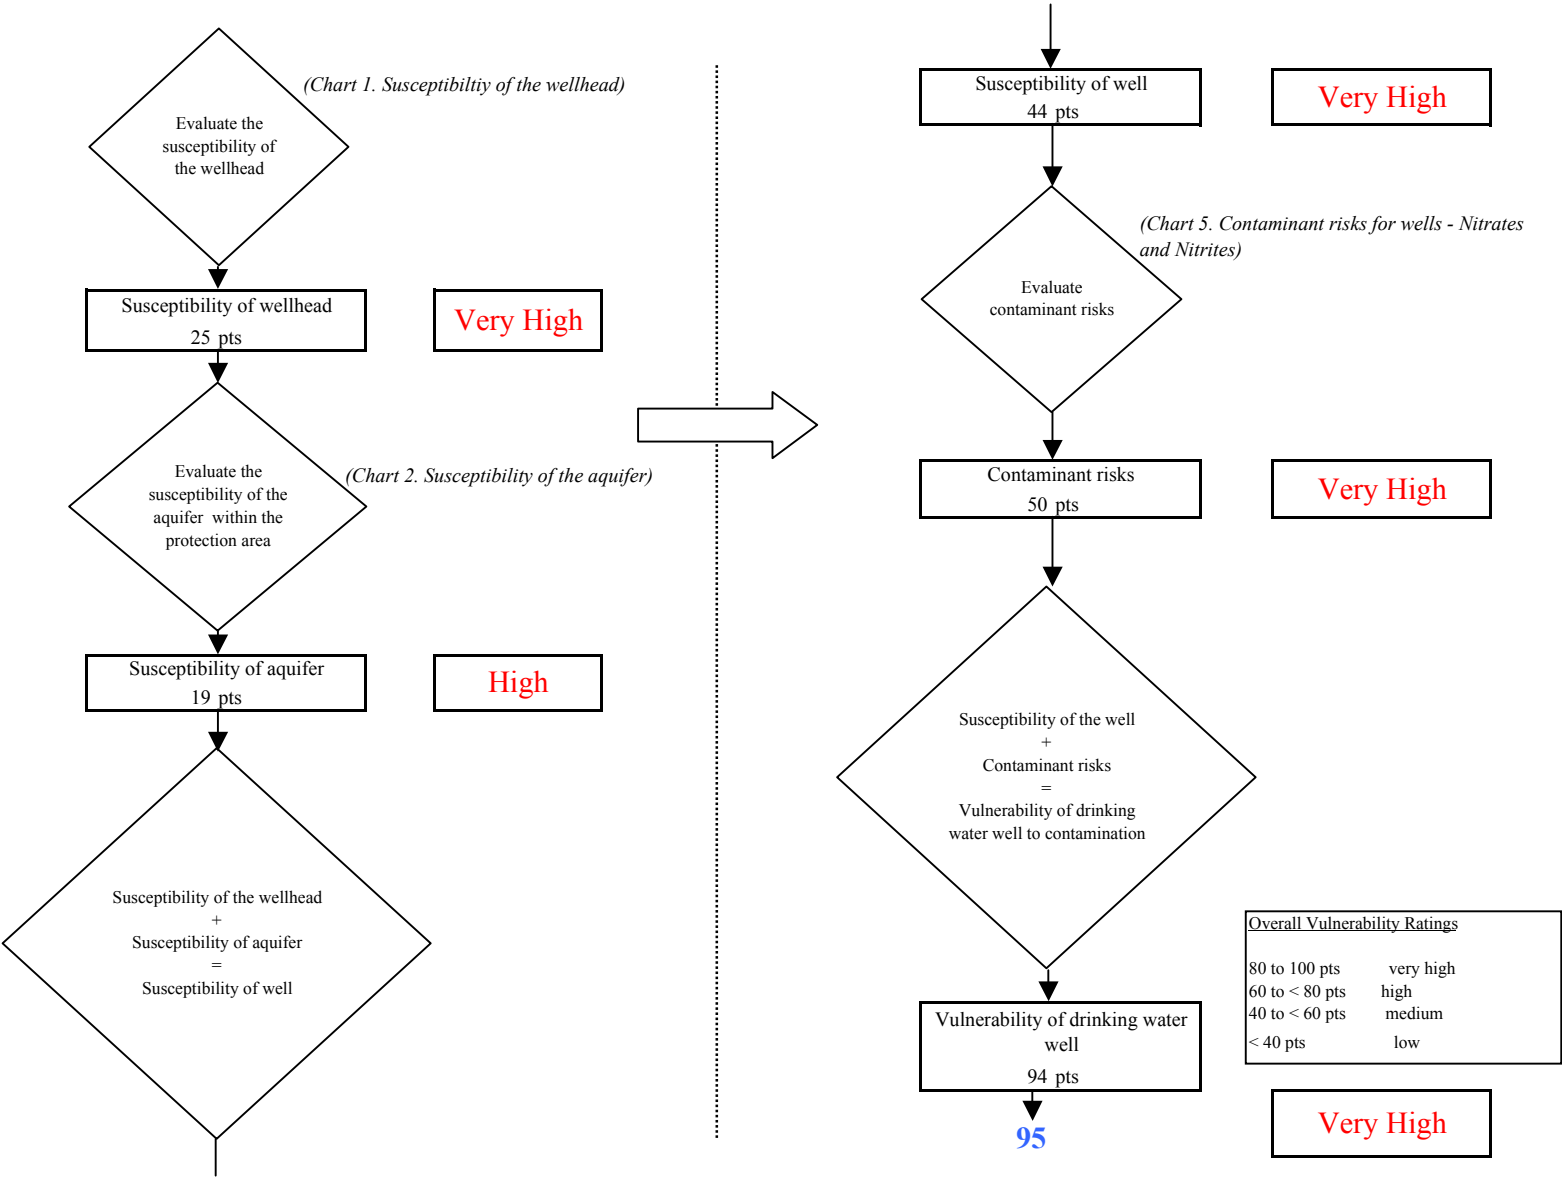 (Chart 1. Susceptibiltiy of the wellhead)
Evaluate the
susceptibility of
the wellhead
Susceptibility of wellhead
25 pts
Very High
Evaluate the
susceptibility of the
aquifer within the
protection area
(Chart 2. Susceptibility of the aquifer)
Susceptibility of aquifer
19 pts
High
Susceptibility of the wellhead
+
Susceptibility of aquifer
=
Susceptibility of well
Susceptibility of well
44 pts
Very High
(Chart 5. Contaminant risks for wells - Nitrates
and Nitrites)
Evaluate
contaminant risks
Contaminant risks
50 pts
Very High
Susceptibility of the well
+
Contaminant risks
=
Vulnerability of drinking
water well to contamination
Overall Vulnerability Ratings
80 to 100 pts very high
60 to < 80 pts high
40 to < 60 pts medium
< 40 pts low
Vulnerability of drinking water
well
94 pts
Very High
95